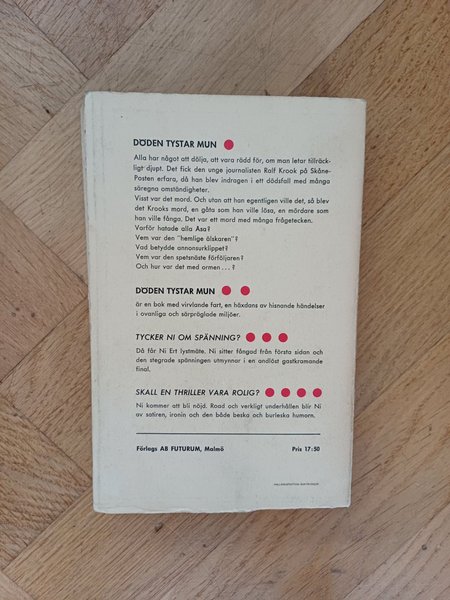 DÖDEN TYSTAR MUN
Alla har något att dölja, att vara rädd för, om man letar tillräck-
ligt djupt. Det fick den unge journalisten Ralf Krook på Skåne-
Posten erfara, då han blev indragen i ett dödsfall med många
säregna omständigheter.
Visst var det mord. Och utan att han egentligen ville det, så blev
det Krooks mord, en gåta som han ville lösa, en mördare som
han ville fånga. Det var ett mord med många frågetecken.
Varför hatade alla Åsa?
Vem var den "hemlige älskaren"?
Vad betydde annonsurklippet?
Vem var den spetsnäste förföljaren?
Och hur var det med ormen . . . ?
DÖDEN TYSTAR MUN
är en bok med virvlande fart, en häxdans av hisnande händelser
i ovanliga och särpräglade miljöer.
TYCKER NI OM SPÄNNING?
Då får Ni Ert lystmäte. Ni sitter fångad från första sidan och
den stegrade spänningen utmynnar i en andlöst gastkramande
final.
SKALL EN THRILLER VARA ROLIG?
Ni kommer att bli nöjd. Road och verkligt underhållen blir Ni
av satiren, ironin och den både beska och burleska humorn.
Förlags AB FUTURUM, Malmö Pris 17:50